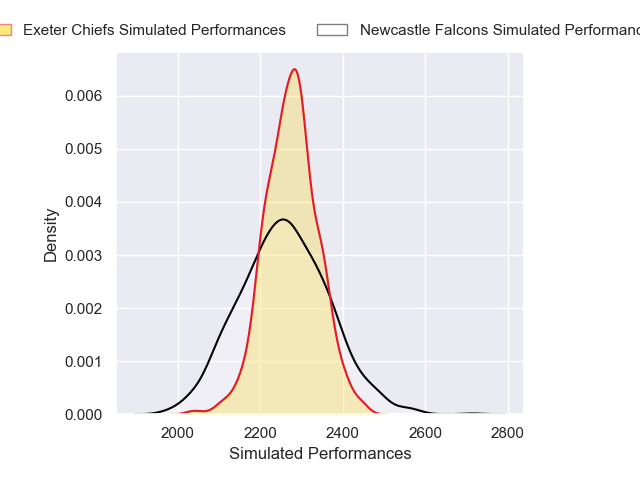 Exeter Chiefs Simulated Performances
Newcastle Falcons Simulated
0.006
0.005
0.004
0.003
0.002
0.001
0.000
Density
2000 2200 2400 2600 2800
Simulated Performances